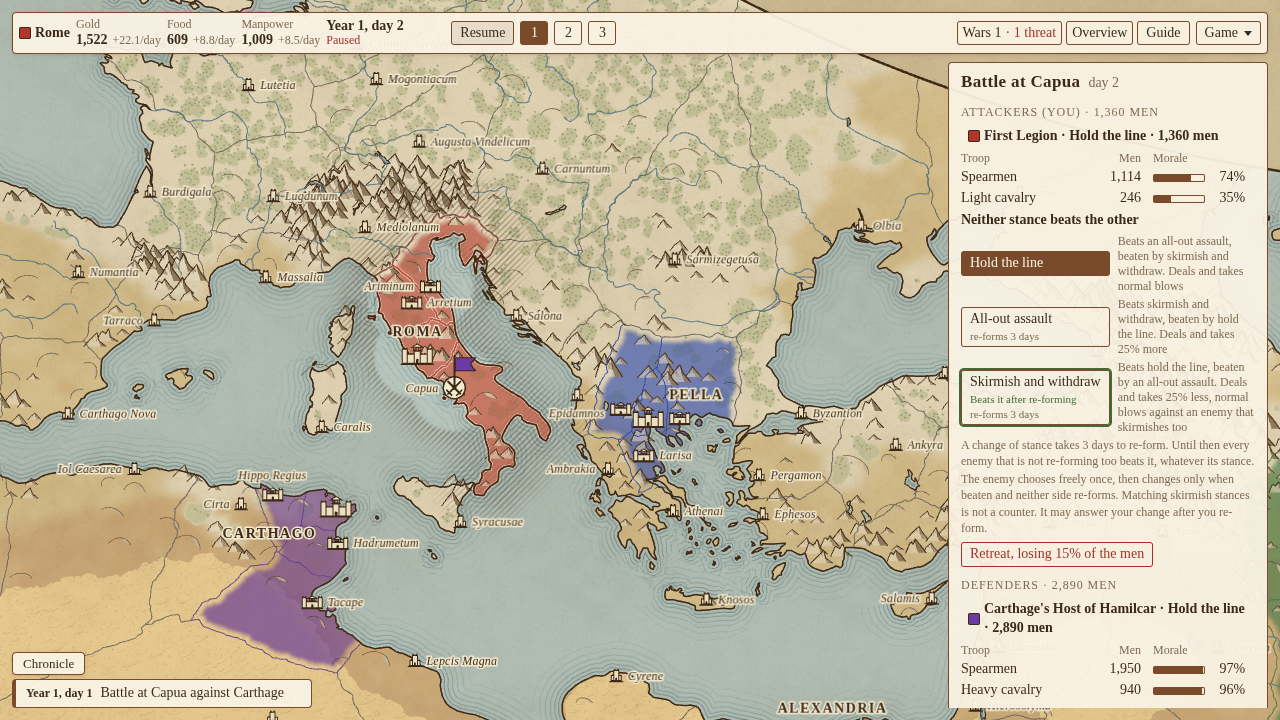 Rome
Gold
1,522 +22.1/day
Food
609 +8.8/day
Manpower
1,009 +8.5/day
Year 1, day 2
Paused
Resume
1
2
3
Wars 1 · 1 threat
Overview
Guide
Game
Lutetia
Mogontiacum
Augusta Vindelicum
Carnuntum
Burdigala
Lugdunum
Mediolanum
Olbia
Numantia
Massalia
Sarmizegetusa
Ariminum
Arretium
Tarraco
Salona
ROMA
Capua
PELLA
Carthago Nova
Epidamnos
Byzantion
Caralis
Ankyra
Iol Caesarea
Hippo Regius
Ambrakia
Larisa
Pergamon
Cirta
CARTHAGO
Syracusae
Athenai
Ephesos
Hadrumetum
Tacape
Knosos
Salamis
Lepcis Magna
Cyrene
ALEXANDRIA
Chronicle
Year 1, day 1 Battle at Capua against Carthage
Battle at Capua day 2
ATTACKERS (YOU) · 1,360 MEN
First Legion · Hold the line · 1,360 men
Troop Men Morale
Spearmen 1,114 74%
Light cavalry 246 35%
Neither stance beats the other
Hold the line
Beats an all-out assault,
beaten by skirmish and
withdraw. Deals and takes
normal blows
All-out assault
re-forms 3 days
Beats skirmish and
withdraw, beaten by hold
the line. Deals and takes
25% more
Skirmish and withdraw
Beats it after re-forming
re-forms 3 days
Beats hold the line, beaten
by an all-out assault. Deals
and takes 25% less, normal
blows against an enemy that
skirmishes too
A change of stance takes 3 days to re-form. Until then every
enemy that is not re-forming too beats it, whatever its stance.
The enemy chooses freely once, then changes only when
beaten and neither side re-forms. Matching skirmish stances
is not a counter. It may answer your change after you re-
form.
Retreat, losing 15% of the men
DEFENDERS · 2,890 MEN
Carthage's Host of Hamilcar · Hold the line
· 2,890 men
Troop Men Morale
Spearmen 1,950 97%
Heavy cavalry 940 96%